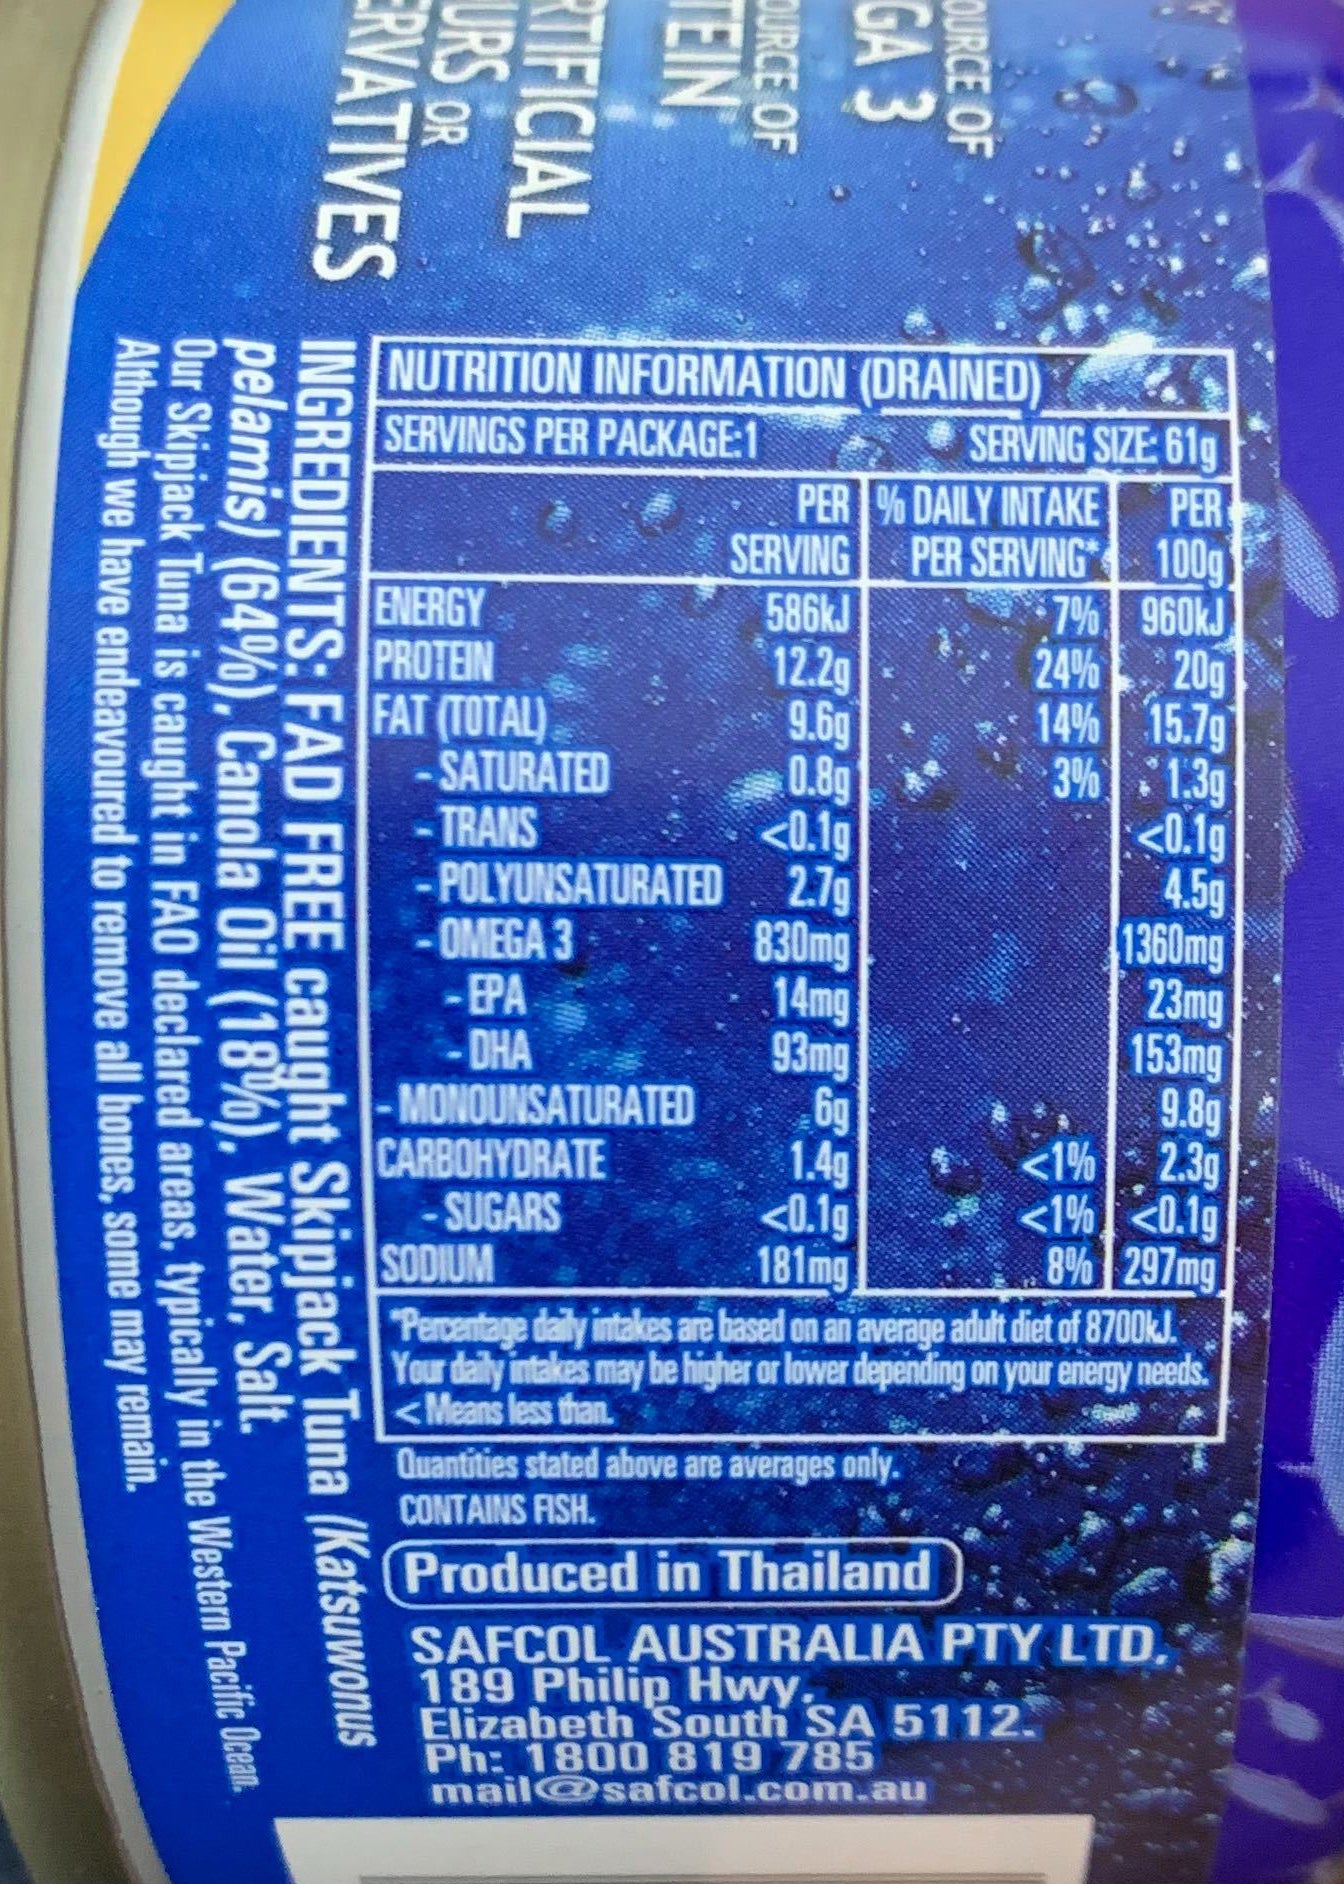 OURCE OF
GA 3
OURCE OF
TEIN
RTIFICIAL
URS OR
ERVATIVES
NUTRITION INFORMATION (DRAINED)
SERVINGS PER PACKAGE:1 SERVING SIZE: 61g
PER % DAILY INTAKE PER
SERVING PER SERVING* 100g
ENERGY 586kJ 7% 960kJ
PROTEIN 12.2g 24% 20g
FAT (TOTAL) 9.6g 14% 15.7g
- SATURATED 0.8g 3% 1.3g
- TRANS <0.1g <0.1g
- POLYUNSATURATED 2.7g 4.5g
- OMEGA 3 830mg 1360mg
- EPA 14mg 23mg
- DHA 93mg 153mg
- MONOUNSATURATED 6g 9.8g
CARBOHYDRATE 1.4g <1% 2.3g
- SUGARS <0.1g <1% <0.1g
SODIUM 181mg 8% 297mg
*Percentage daily intakes are based on an average adult diet of 8700kJ.
Your daily intakes may be higher or lower depending on your energy needs.
< Means less than.
Quantities stated above are averages only.
CONTAINS FISH.
Produced in Thailand
SAFCOL AUSTRALIA PTY LTD,
189 Philip Hwy,
Elizabeth South SA 5112.
Ph: 1800 819 785
mail@safcol.com.au
INGREDIENTS: FAD FREE caught Skipjack Tuna (Katsuwonus
pelamis) (64%), Canola Oil (18%), Water, Salt.
Our Skipjack Tuna is caught in FAO declared areas, typically in the Western Pacific Ocean.
Although we have endeavoured to remove all bones, some may remain.